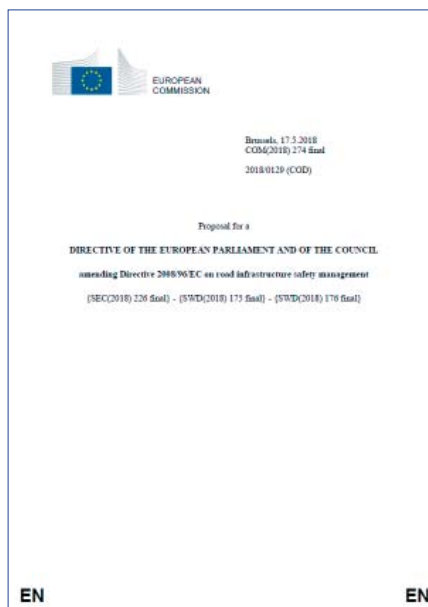 EUROPEAN
COMMISSION
Brussels, 17.5.2018
COM(2018) 274 final
2018/0129 (COD)
Proposal for a
DIRECTIVE OF THE EUROPEAN PARLIAMENT AND OF THE COUNCIL
amending Directive 2008/96/EC on road infrastructure safety management
{SEC(2018) 226 final} - {SWD(2018) 175 final} - {SWD(2018) 176 final}
EN EN